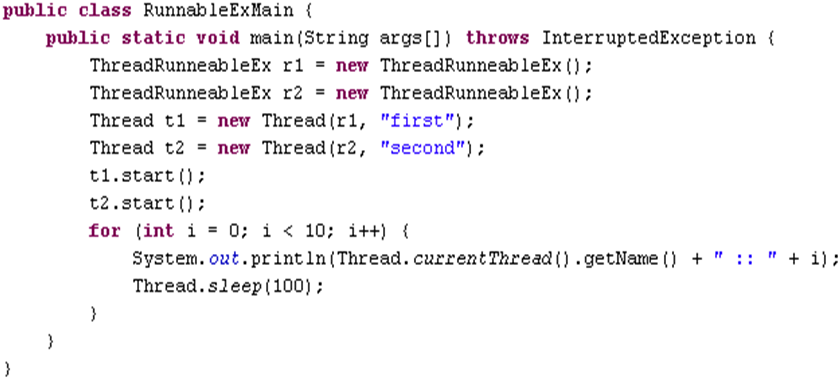 public class RunnableExMain {
    public static void main(String args[]) throws InterruptedException {
        ThreadRunneableEx r1 = new ThreadRunneableEx();
        ThreadRunneableEx r2 = new ThreadRunneableEx();
        Thread t1 = new Thread(r1, "first");
        Thread t2 = new Thread(r2, "second");
        t1.start();
        t2.start();
        for (int i = 0; i < 10; i++) {
            System.out.println(Thread.currentThread().getName() + " :: " + i);
            Thread.sleep(100);
        }
    }
}